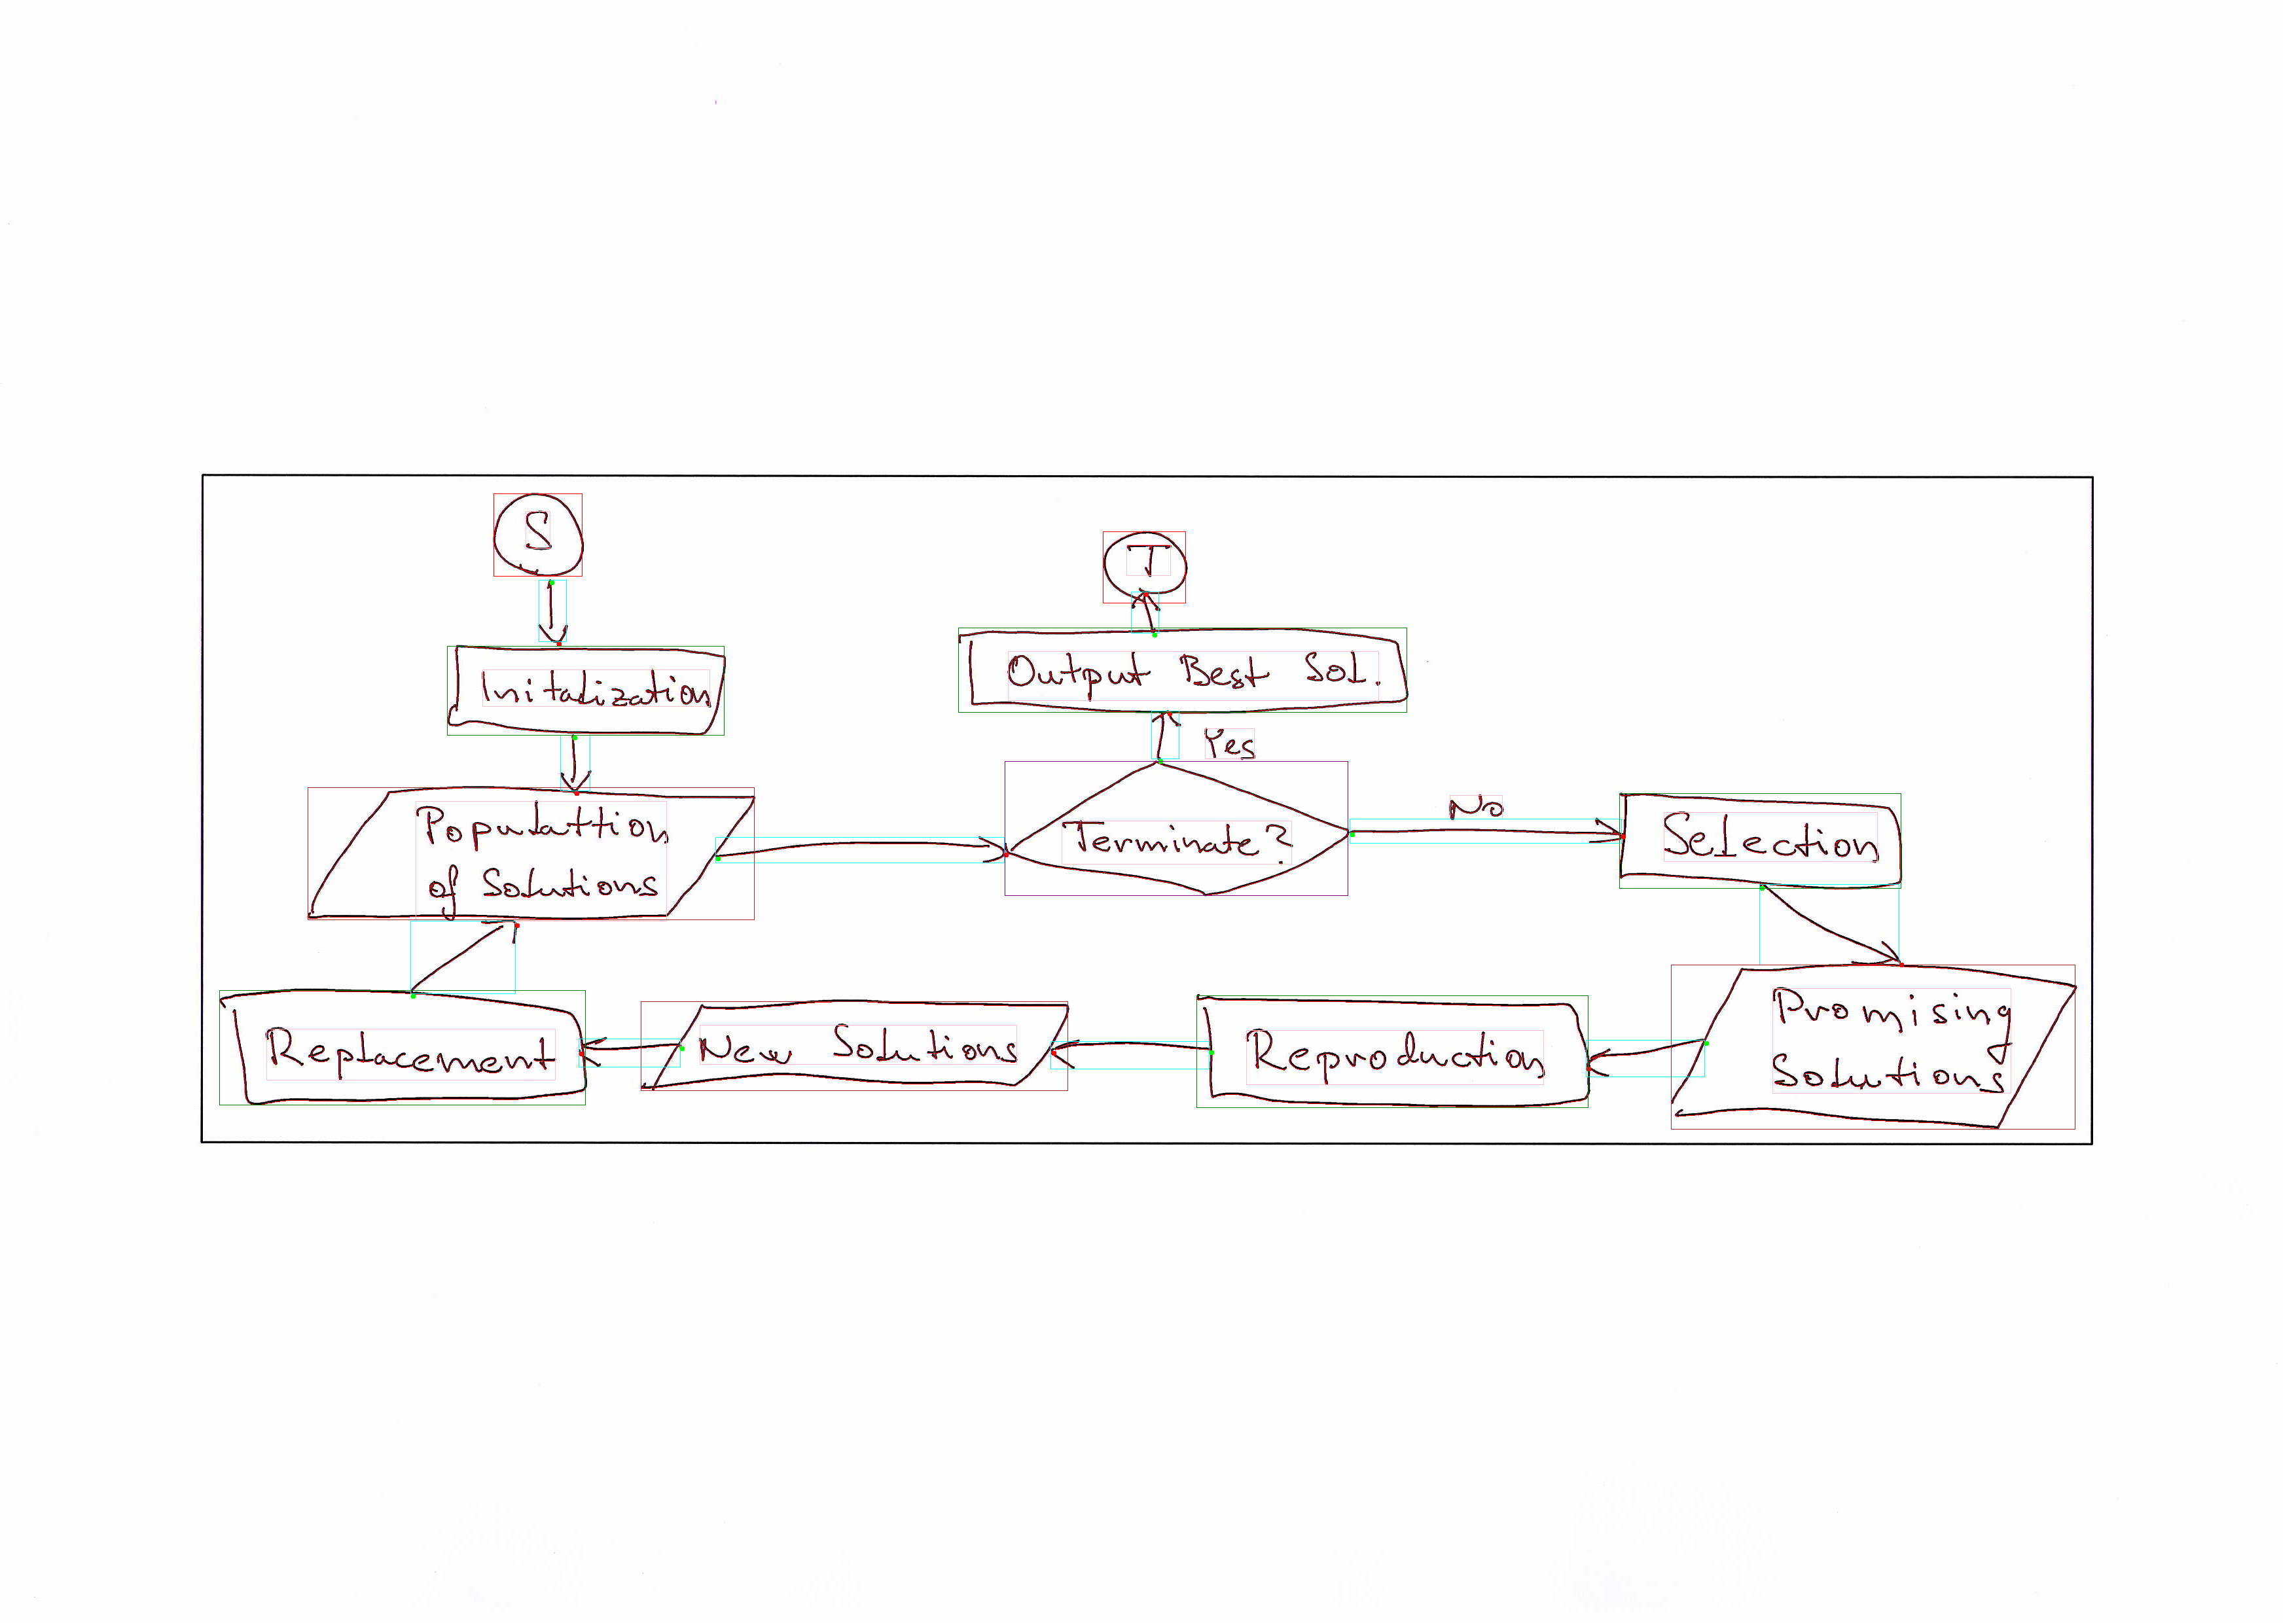 S
T
Initalization
Output Best Sol.
Yes
Populattion
of Solutions
Terminate?
No
Selection
Replacement
New Solutions
Reproduction
Promising
Solutions